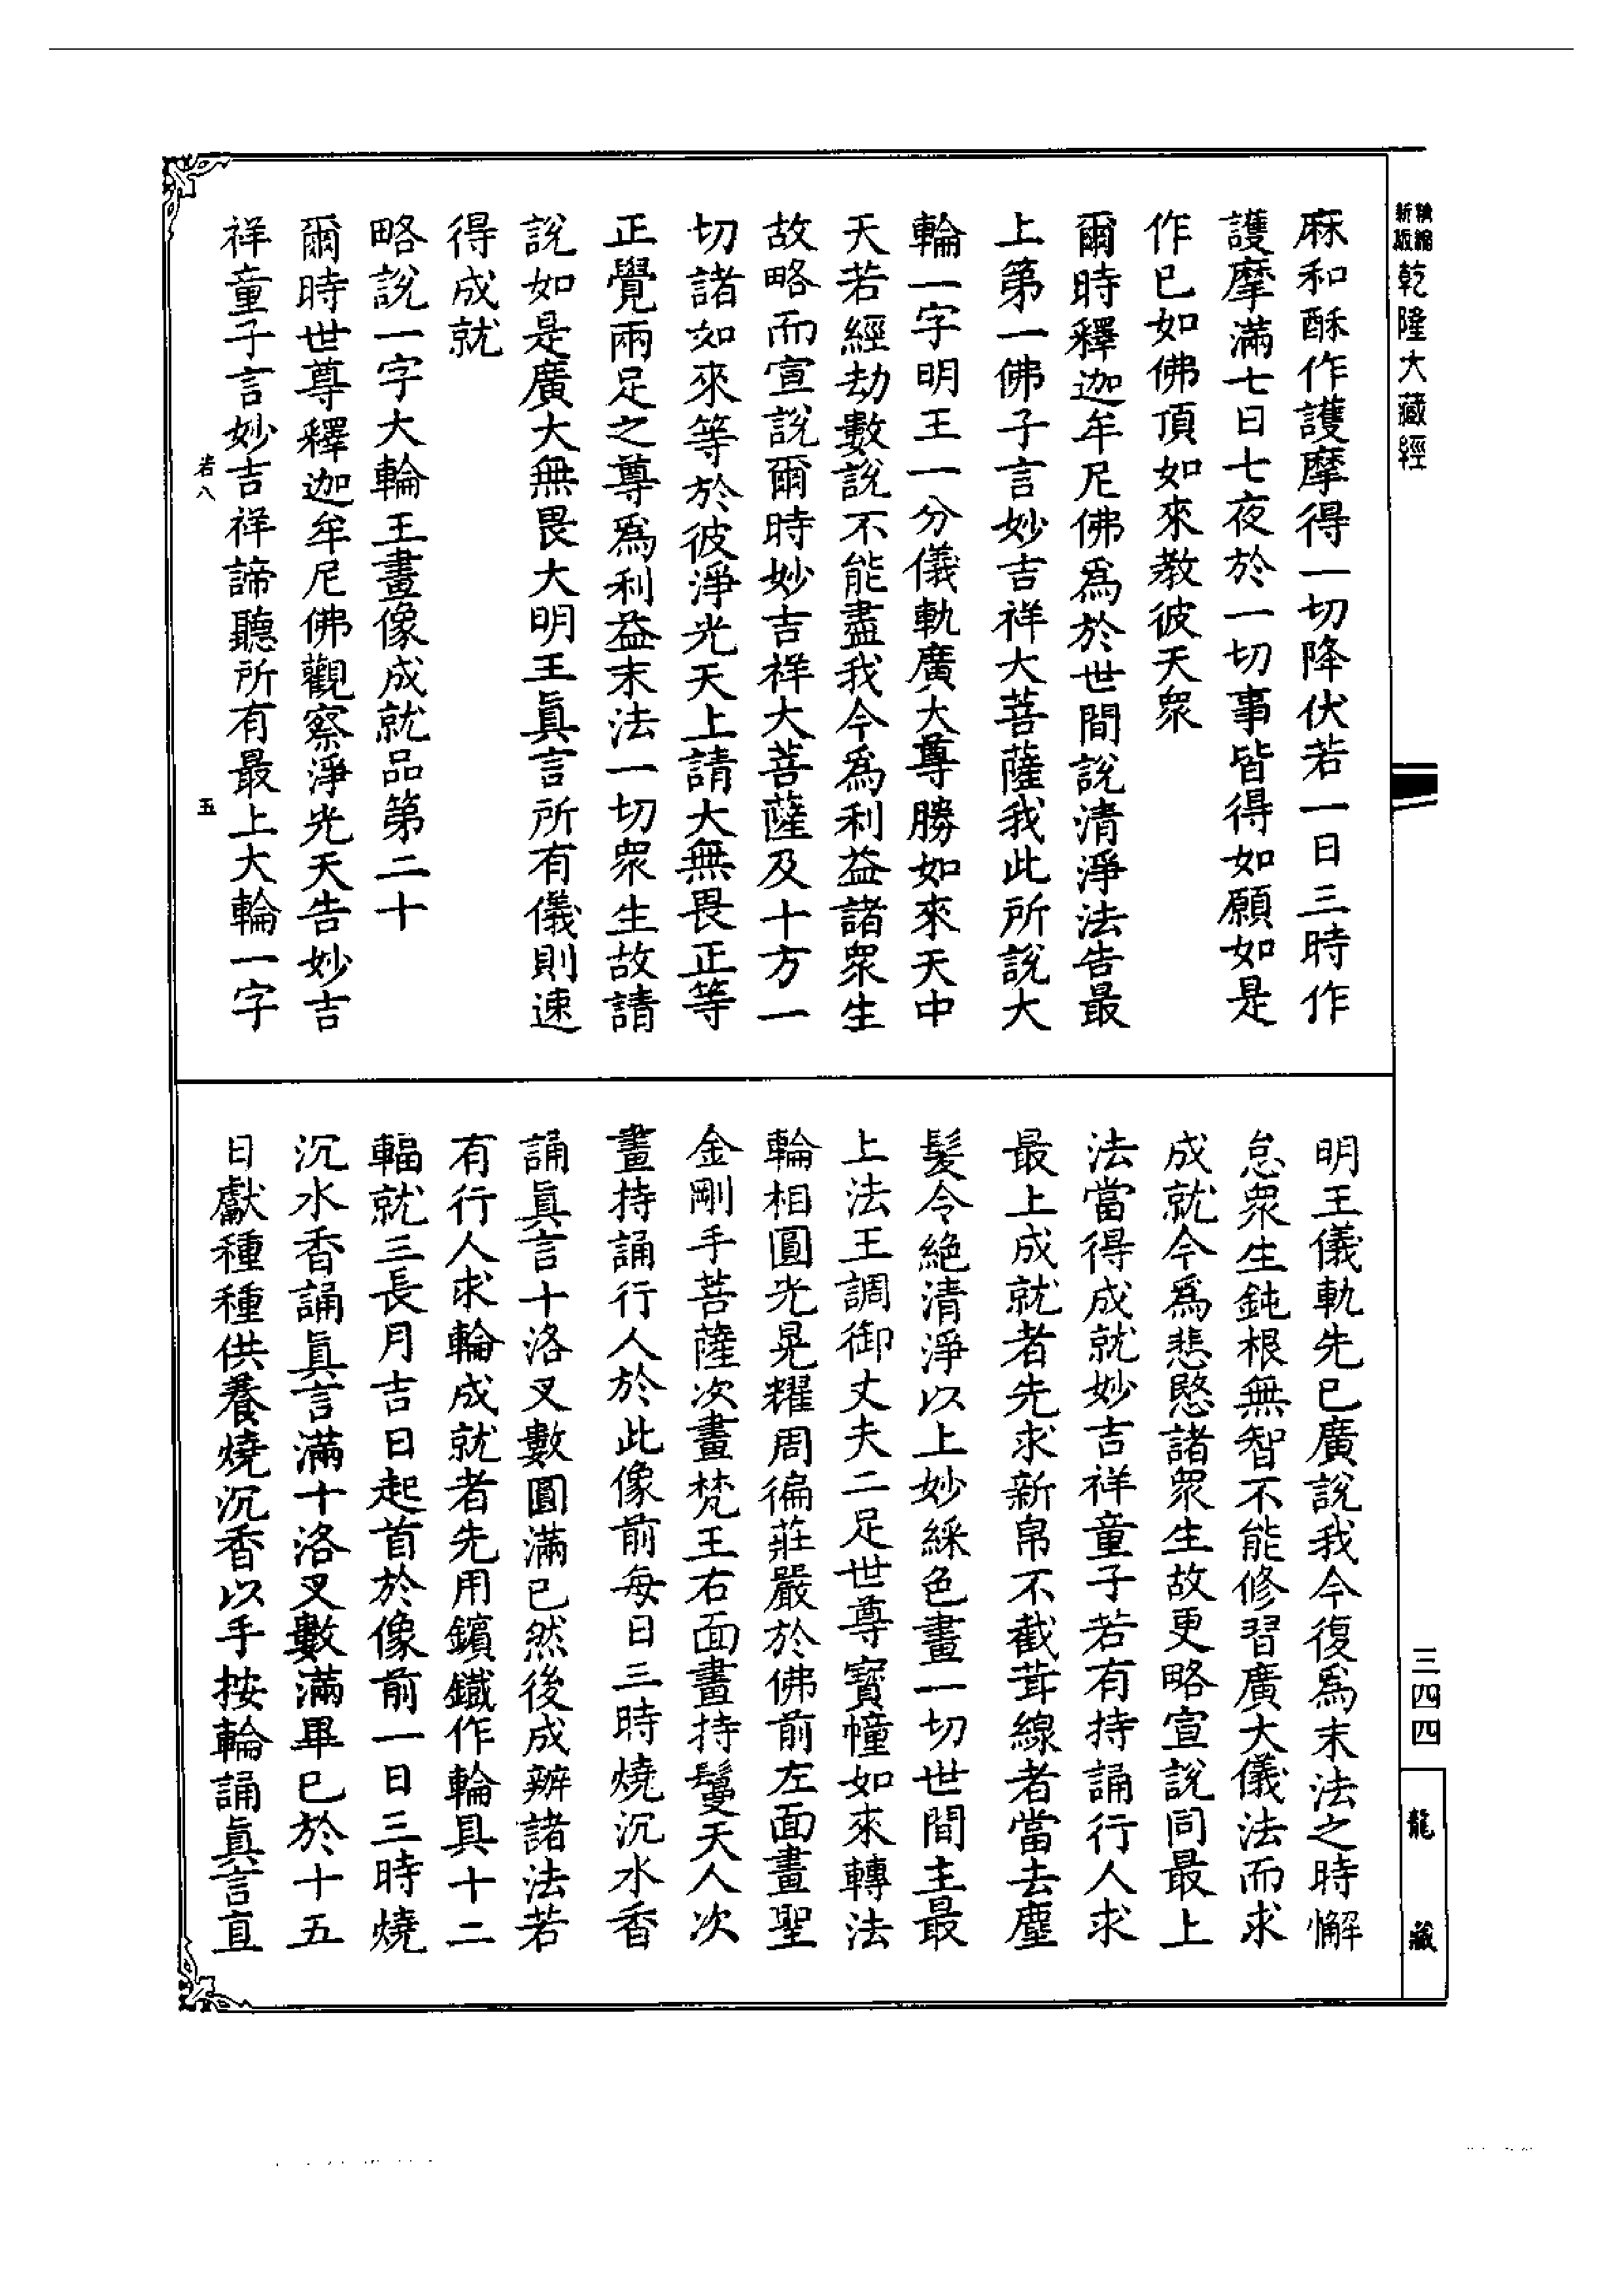 精縮新版 乾隆大藏經
麻和酥作護摩得一切降伏若一日三時作
護摩滿七日七夜於一切事皆得如願如是
作已如佛頂如來教彼天衆
爾時釋迦牟尼佛爲於世間說清淨法告最
上第一佛子言妙吉祥大菩薩我此所說大
輪一字明王一分儀軌廣大尊勝如來天中
天若經劫數說不能盡我今爲利益諸衆生
故略而宣說爾時妙吉祥大菩薩及十方一
切諸如來等於彼淨光天上請大無畏正等
正覺兩足之尊爲利益末法一切衆生故請
說如是廣大無畏大明王眞言所有儀則速
得成就
略說一字大輪王畫像成就品第二十
爾時世尊釋迦牟尼佛觀察淨光天告妙吉
祥童子言妙吉祥諦聽所有最上大輪一字
五
三四四
龍藏
明王儀軌先已廣說我今復爲末法之時懈
怠衆生鈍根無智不能修習廣大儀法而求
成就今爲悲愍諸衆生故更略宣說同最上
法當得成就妙吉祥童子若有持誦行人求
最上成就者先求新帛不截茸線者當去塵
髮令絶清淨以上妙綵色畫一切世間主最
上法王調御丈夫二足世尊寶幢如來轉法
輪相圓光晃耀周徧莊嚴於佛前左面畫聖
金剛手菩薩次畫梵王右面畫持鬘天人次
畫持誦行人於此像前每日三時燒沉水香
誦眞言十洛叉數圓滿已然後成辨諸法若
有行人求輪成就者先用鑌鐵作輪具十二
輻就三長月吉日起首於像前一日三時燒
沉水香誦眞言滿十洛叉數滿畢已於十五
日獻種種供養燒沉香以手按輪誦眞言直